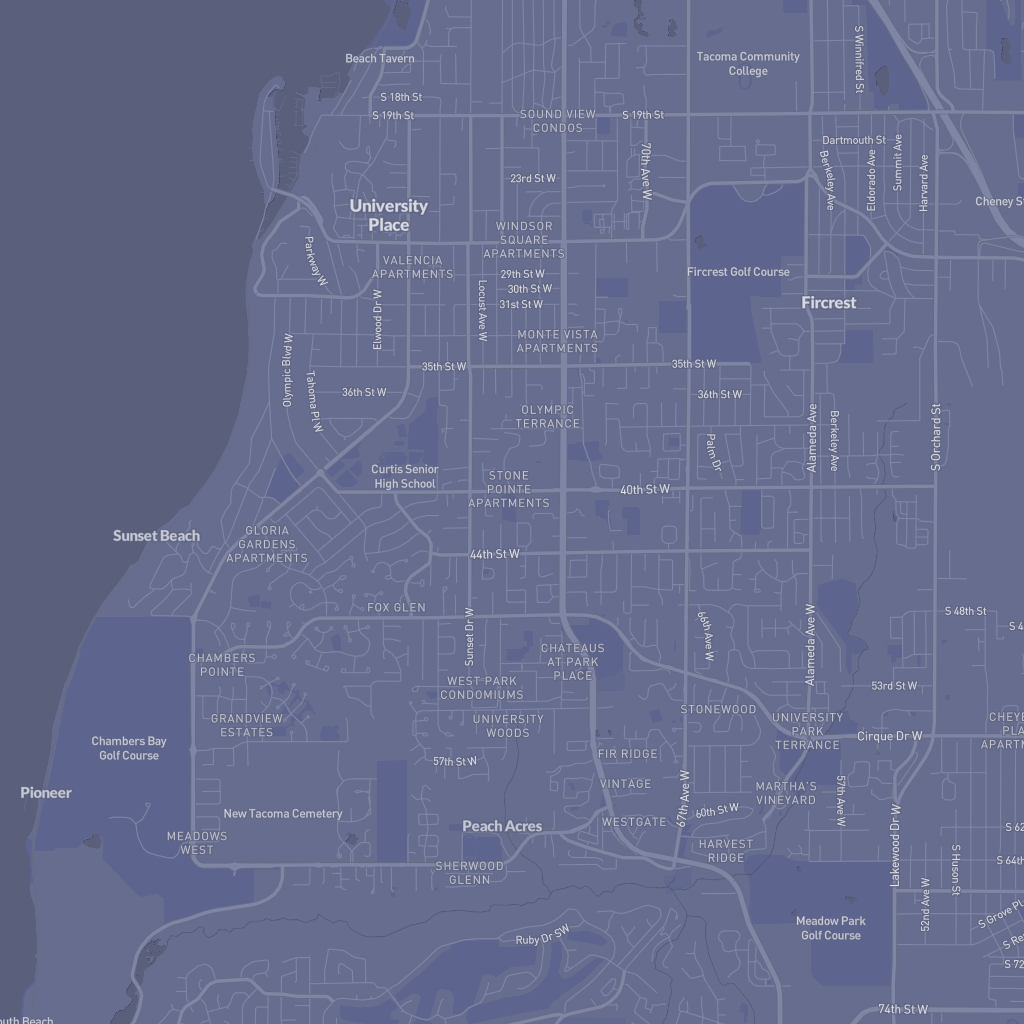 Beach Tavern
Tacoma Community
College
S Winnifred St
S 18th St
S 19th St
SOUND VIEW
CONDOS
S 19th St
Dartmouth St
70th Ave W
Berkeley Ave
Eldorado Ave
Summit Ave
Harvard Ave
23rd St W
Cheney St
University
Place
WINDSOR
SQUARE
APARTMENTS
Parkway W
VALENCIA
APARTMENTS
29th St W
30th St W
31st St W
Fircrest Golf Course
Fircrest
Elwood Dr W
Locust Ave W
MONTE VISTA
APARTMENTS
Olympic Blvd W
Tahoma Pl W
35th St W
35th St W
36th St W
36th St W
OLYMPIC
TERRANCE
Palm Dr
Alameda Ave
Berkeley Ave
S Orchard St
Curtis Senior
High School
STONE
POINTE
APARTMENTS
40th St W
Sunset Beach
GLORIA
GARDENS
APARTMENTS
44th St W
FOX GLEN
Sunset Dr W
66th Ave W
Alameda Ave W
S 48th St
S 4
CHAMBERS
POINTE
CHATEAUS
AT PARK
PLACE
WEST PARK
CONDOMIUMS
53rd St W
GRANDVIEW
ESTATES
UNIVERSITY
WOODS
STONEWOOD
UNIVERSITY
PARK
TERRANCE
Cirque Dr W
CHEYE
PLA
APARTM
Chambers Bay
Golf Course
57th St W
FIR RIDGE
VINTAGE
MARTHA'S
VINEYARD
57th Ave W
Pioneer
New Tacoma Cemetery
67th Ave W
60th St W
Peach Acres
WESTGATE
MEADOWS
WEST
HARVEST
RIDGE
Lakewood Dr W
S 62
S Huson St
S 64th
SHERWOOD
GLENN
52nd Ave W
S Grove Pl
Meadow Park
Golf Course
Ruby Dr SW
S Re
S 72
74th St W
outh Beach